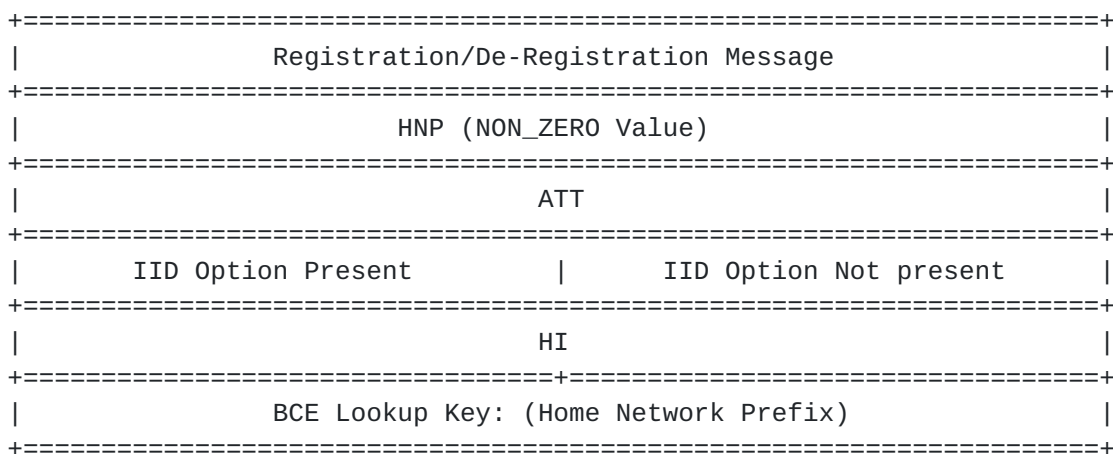 +=====================================================================+
|                 Registration/De-Registration Message                |
+=====================================================================+
|                         HNP (NON_ZERO Value)                        |
+=====================================================================+
|                                  ATT                                |
+=====================================================================+
|        IID Option Present         |      IID Option Not present     |
+=====================================================================+
|                                  HI                                 |
+==================================+==================================+
|                 BCE Lookup Key: (Home Network Prefix)               |
+=====================================================================+